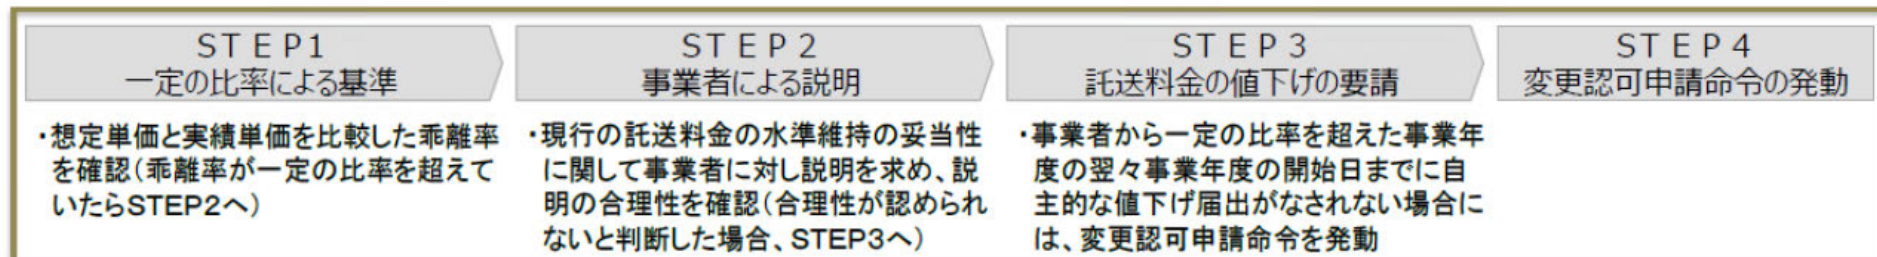 STEP1
一定の比率による基準
・想定単価と実績単価を比較した乖離率
を確認(乖離率が一定の比率を超えて
いたらSTEP2へ)
STEP2
事業者による説明
・現行の託送料金の水準維持の妥当性
に関して事業者に対し説明を求め、説
明の合理性を確認(合理性が認められ
ないと判断した場合、STEP3へ)
STEP3
託送料金の値下げの要請
・事業者から一定の比率を超えた事業年
度の翌々事業年度の開始日までに自
主的な値下げ届出がなされない場合に
は、変更認可申請命令を発動
STEP4
変更認可申請命令の発動